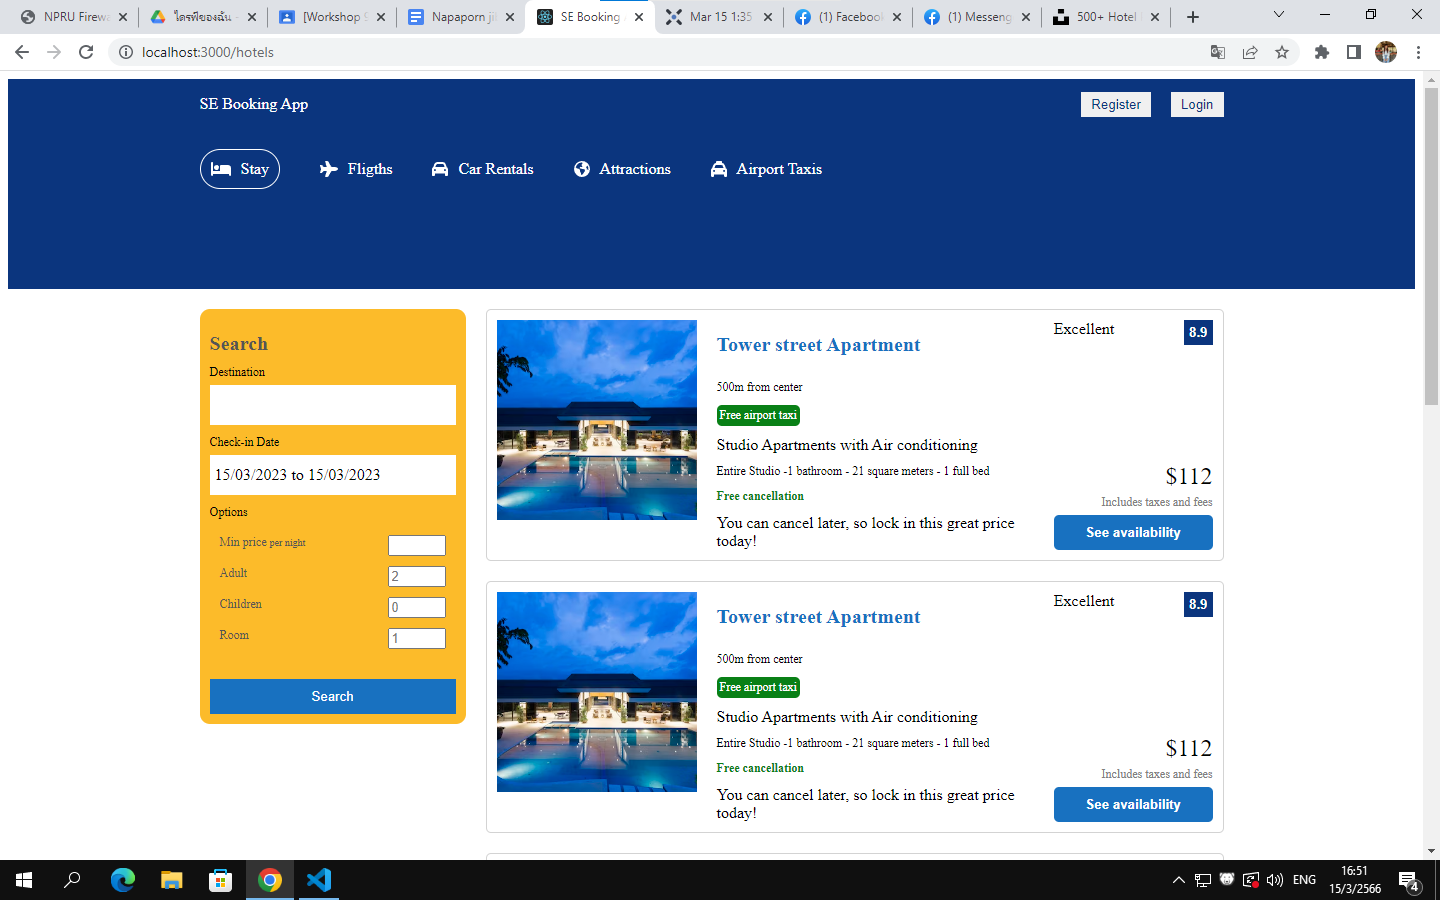 NPRU Firew
ไดรฟ์ของฉัน
[Workshop
Napaporn ji
SE Booking
Mar 15 1:35
(1) Facebook
(1) Messeng
500+ Hotel
localhost:3000/hotels
SE Booking App
Register
Login
Stay
Fligths
Car Rentals
Attractions
Airport Taxis
Search
Destination
Check-in Date
15/03/2023 to 15/03/2023
Options
Min price per night
Adult
2
Children
0
Room
1
Search
Tower street Apartment
500m from center
Free airport taxi
Studio Apartments with Air conditioning
Entire Studio -1 bathroom - 21 square meters - 1 full bed
Free cancellation
You can cancel later, so lock in this great price
today!
Excellent
8.9
$112
Includes taxes and fees
See availability
Tower street Apartment
500m from center
Free airport taxi
Studio Apartments with Air conditioning
Entire Studio -1 bathroom - 21 square meters - 1 full bed
Free cancellation
You can cancel later, so lock in this great price
today!
Excellent
8.9
$112
Includes taxes and fees
See availability
ENG
16:51
15/3/2566
4